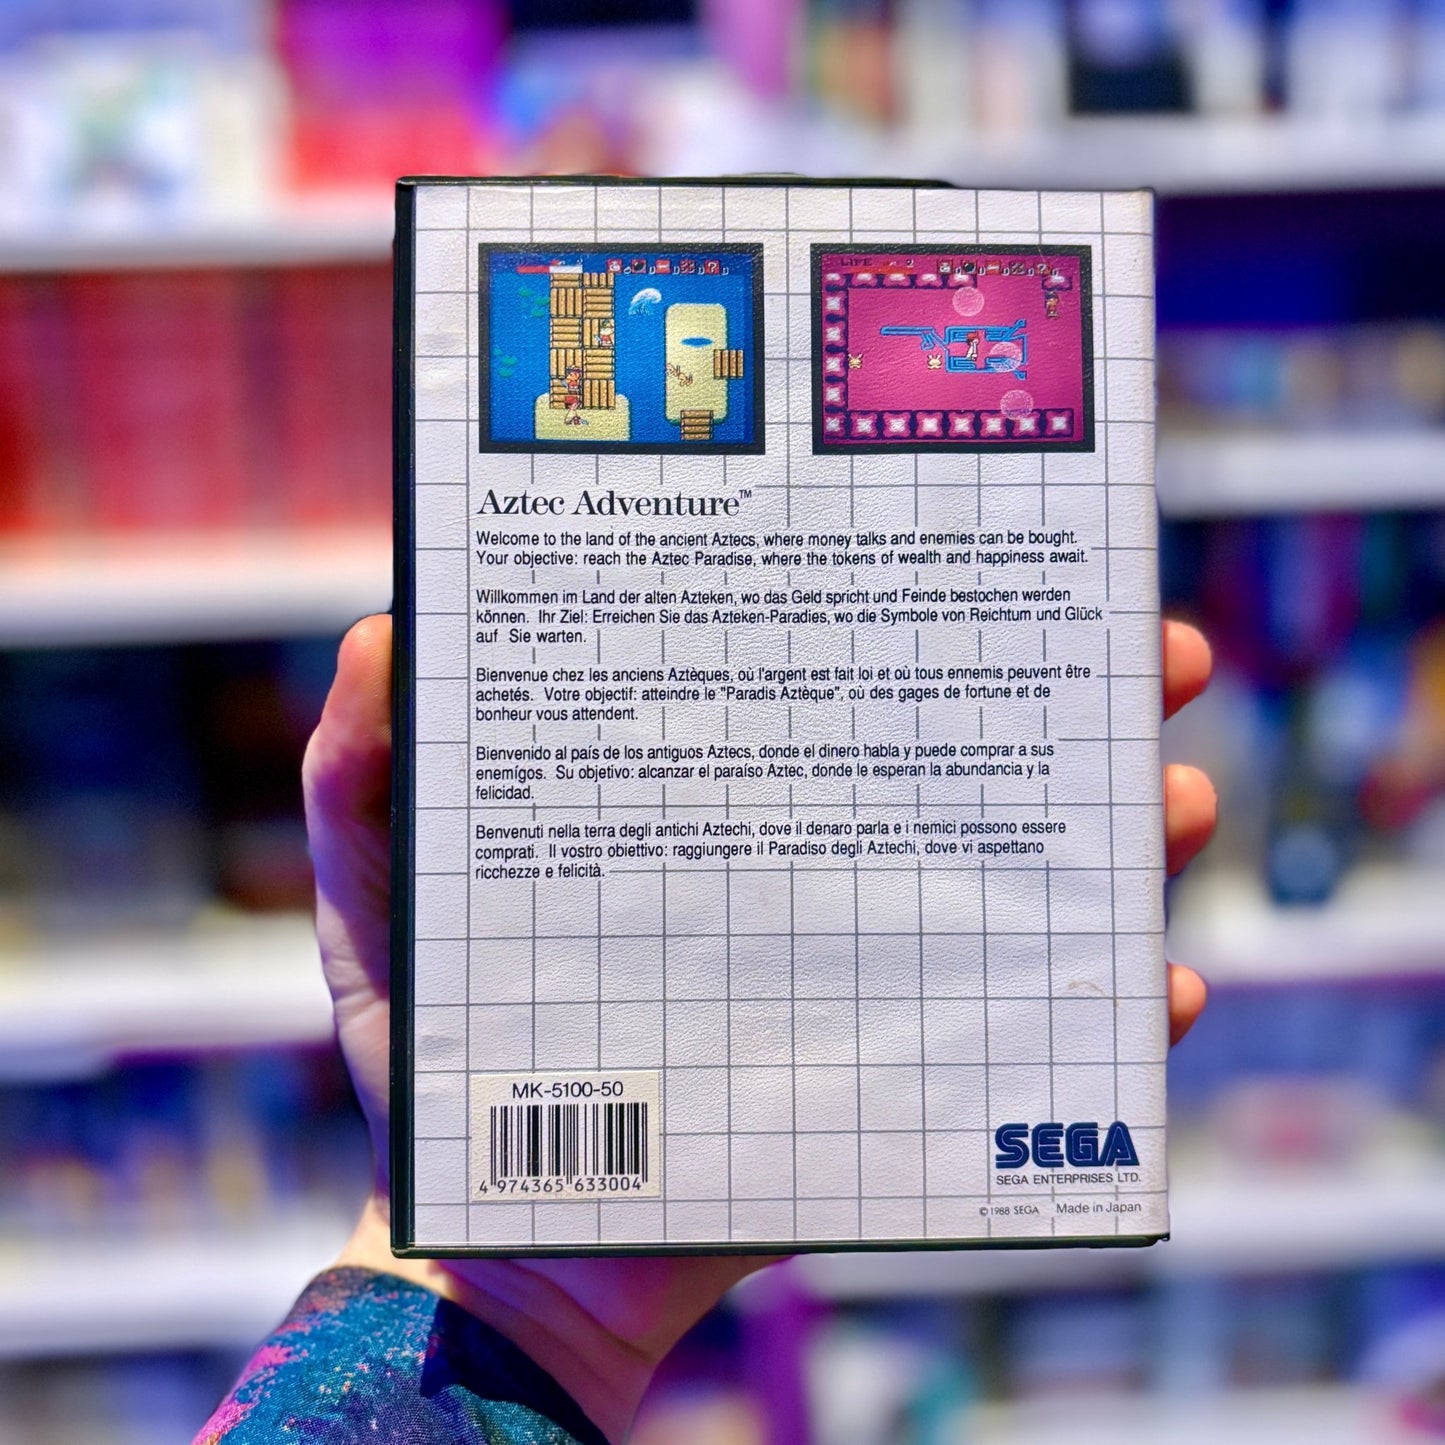 LIFE
Aztec Adventure™
Welcome to the land of the ancient Aztecs, where money talks and enemies can be bought.
Your objective: reach the Aztec Paradise, where the tokens of wealth and happiness await.
Willkommen im Land der alten Azteken, wo das Geld spricht und Feinde bestochen werden
können. Ihr Ziel: Erreichen Sie das Azteken-Paradies, wo die Symbole von Reichtum und Glück
auf Sie warten.
Bienvenue chez les anciens Aztèques, où l'argent est fait loi et où tous ennemis peuvent être
achetés. Votre objectif: atteindre le "Paradis Aztèque", où des gages de fortune et de
bonheur vous attendent.
Bienvenido al país de los antiguos Aztecs, donde el dinero habla y puede comprar a sus
enemígos. Su objetivo: alcanzar el paraíso Aztec, donde le esperan la abundancia y la
felicidad.
Benvenuti nella terra degli antichi Aztechi, dove il denaro parla e i nemici possono essere
comprati. Il vostro obiettivo: raggiungere il Paradiso degli Aztechi, dove vi aspettano
ricchezze e felicità.
MK-5100-50
4 974365 633004
SEGA
SEGA ENTERPRISES LTD.
©1988 SEGA Made in Japan